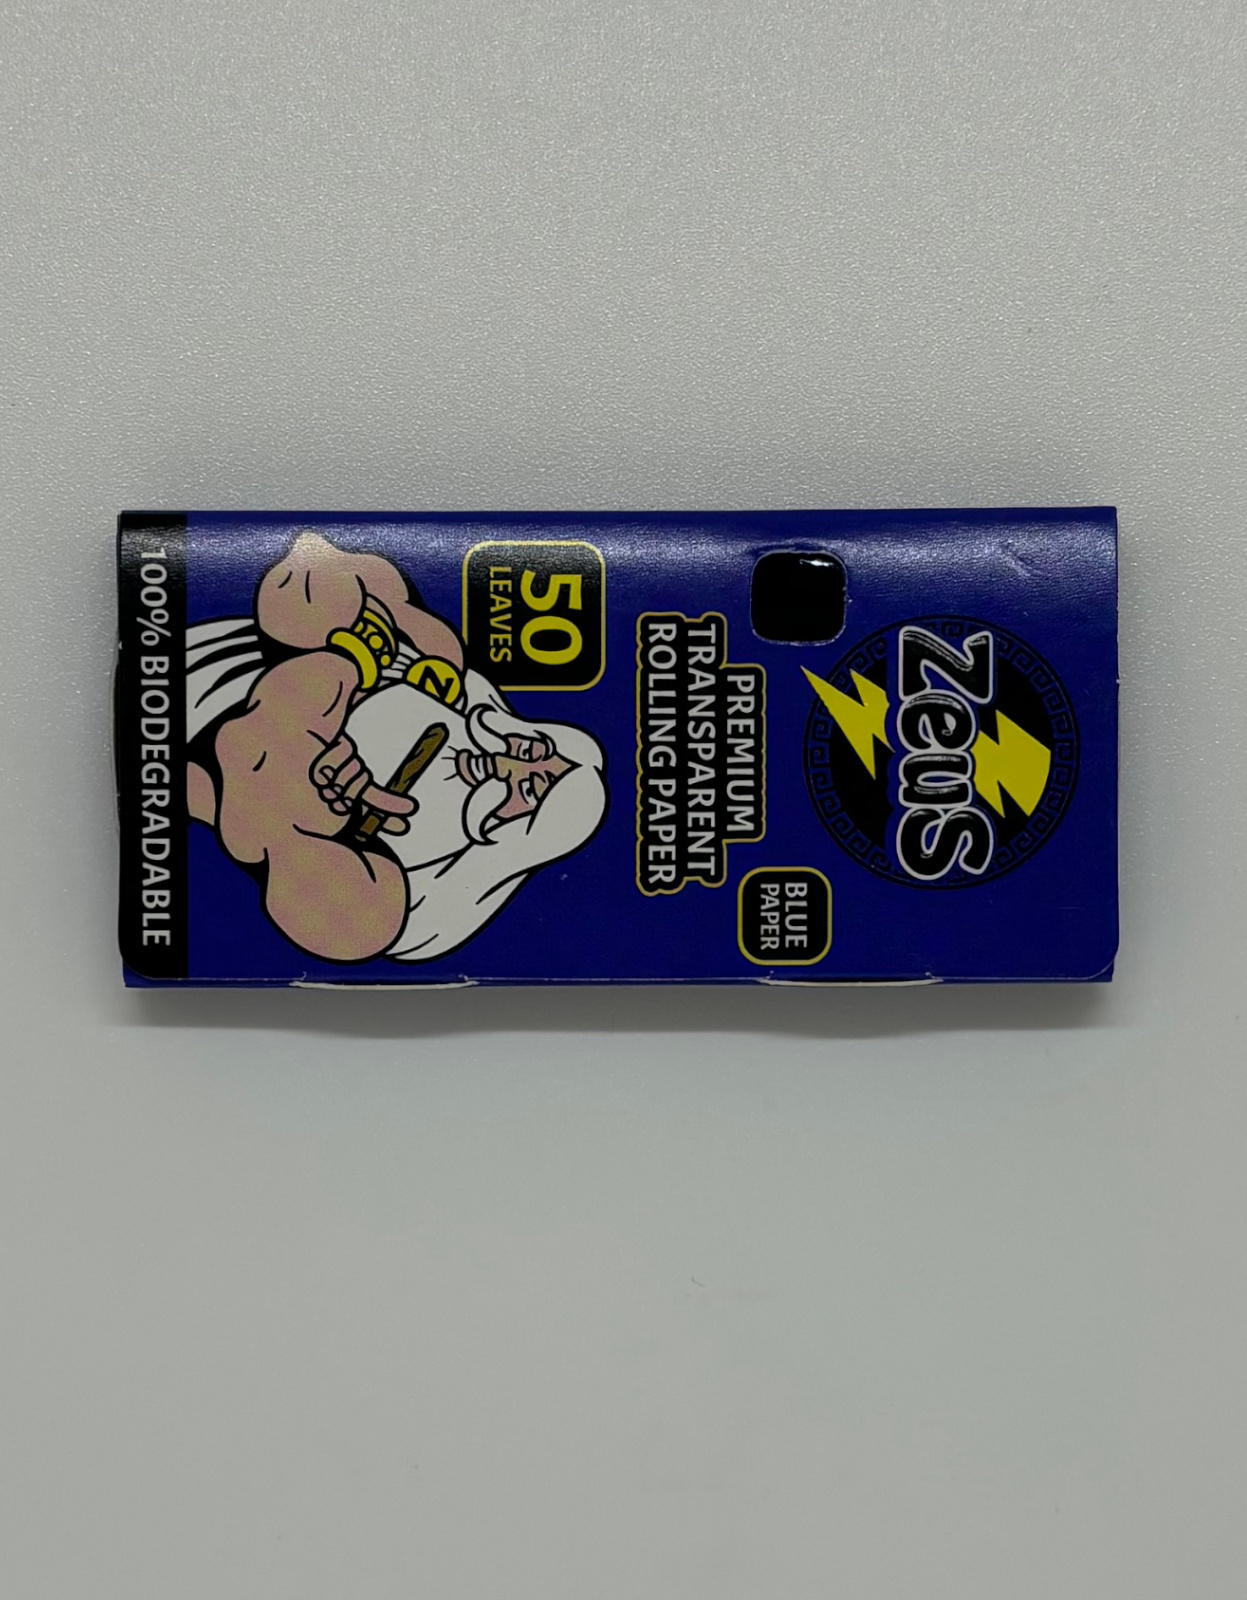 Zeus
BLUE
PAPER
PREMIUM
TRANSPARENT
ROLLING PAPER
50
LEAVES
Z
100% BIODEGRADABLE